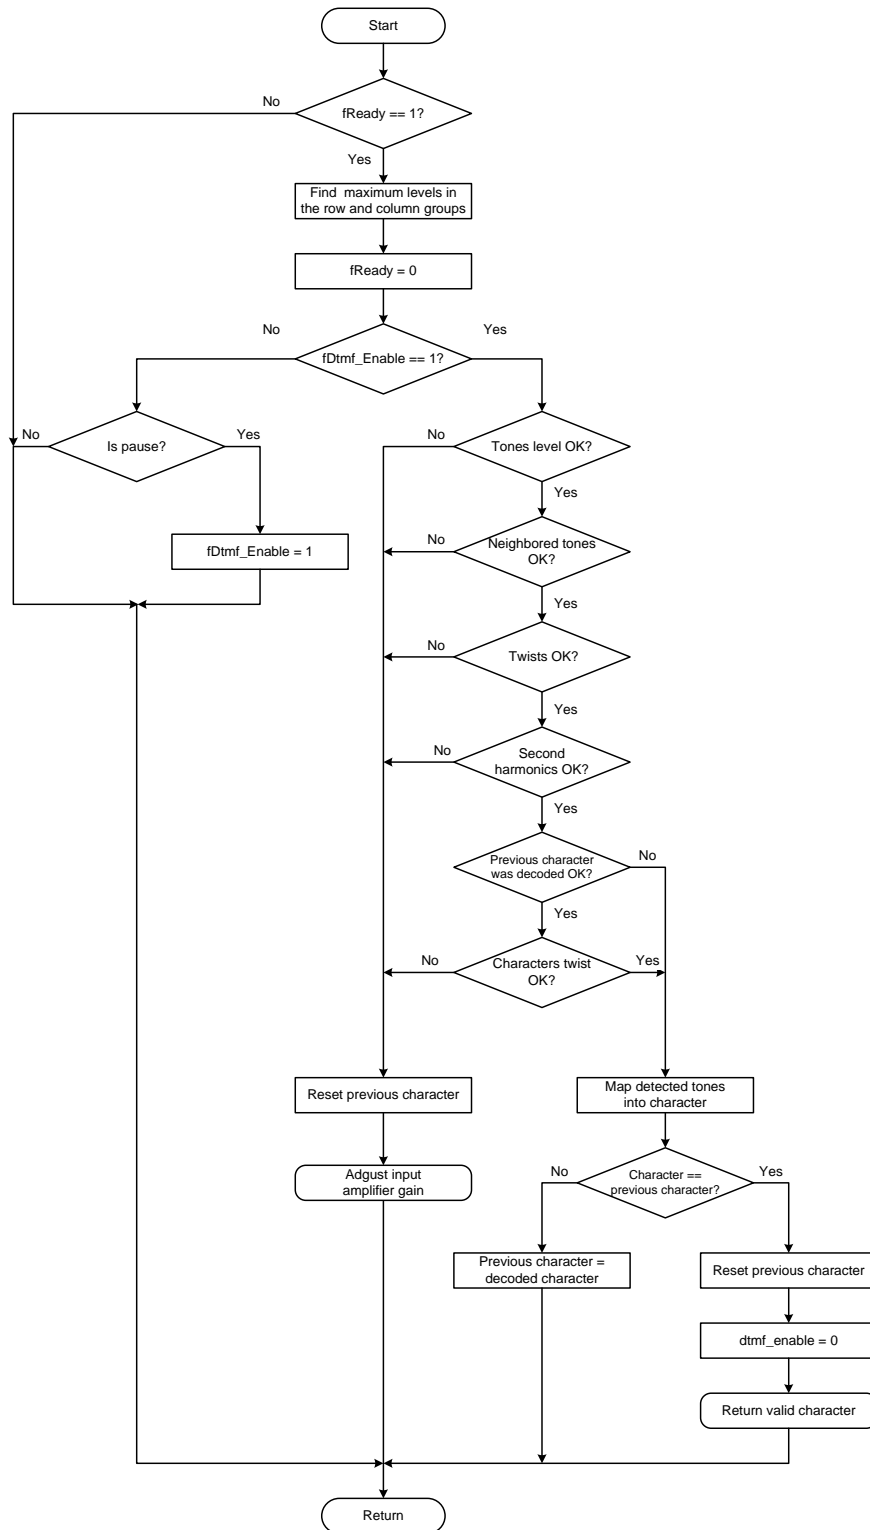 Start
No
fReady == 1?
Yes
Find maximum levels in
the row and column groups
fReady = 0
No
Yes
fDtmf_Enable == 1?
No
Is pause?
Yes
No
Tones level OK?
Yes
fDtmf_Enable = 1
No
Neighbored tones
OK?
Yes
No
Twists OK?
Yes
No
Second
harmonics OK?
Yes
Previous character
was decoded OK?
No
Yes
No
Characters twist
OK?
Yes
Reset previous character
Map detected tones
into character
Adgust input
amplifier gain
No
Character ==
previous character?
Yes
Previous character =
decoded character
Reset previous character
dtmf_enable = 0
Return valid character
Return